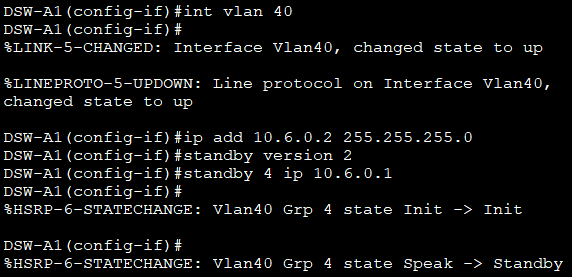 DSW-A1(config-if)#int vlan 40
DSW-A1(config-if)#
%LINK-5-CHANGED: Interface Vlan40, changed state to up
%LINEPROTO-5-UPDOWN: Line protocol on Interface Vlan40,
changed state to up
DSW-A1(config-if)#ip add 10.6.0.2 255.255.255.0
DSW-A1(config-if)#standby version 2
DSW-A1(config-if)#standby 4 ip 10.6.0.1
DSW-A1(config-if)#
%HSRP-6-STATECHANGE: Vlan40 Grp 4 state Init -> Init
DSW-A1(config-if)#
%HSRP-6-STATECHANGE: Vlan40 Grp 4 state Speak -> Standby